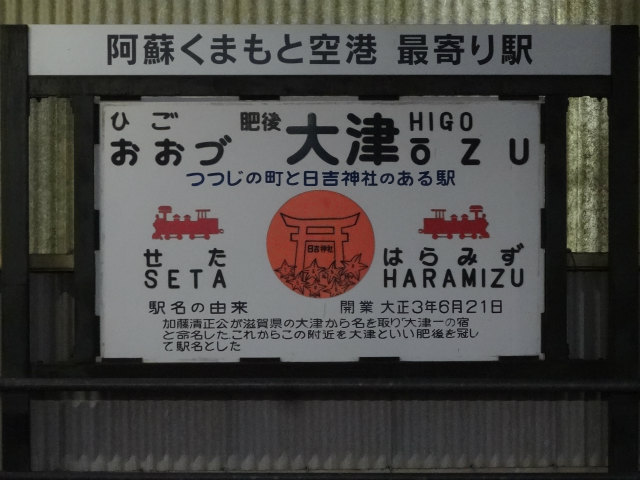 阿蘇くまもと空港 最寄り駅
ひご 肥後 大津 HIGO
おおづ ŌZU
つつじの町と日吉神社のある駅
日吉神社
せた はらみず
SETA HARAMIZU
駅名の由来 開業 大正3年6月21日
加藤清正公が滋賀県の大津から名を取り「大津一の宿
と命名した。これからこの附近を大津といい肥後を冠し
て駅名とした